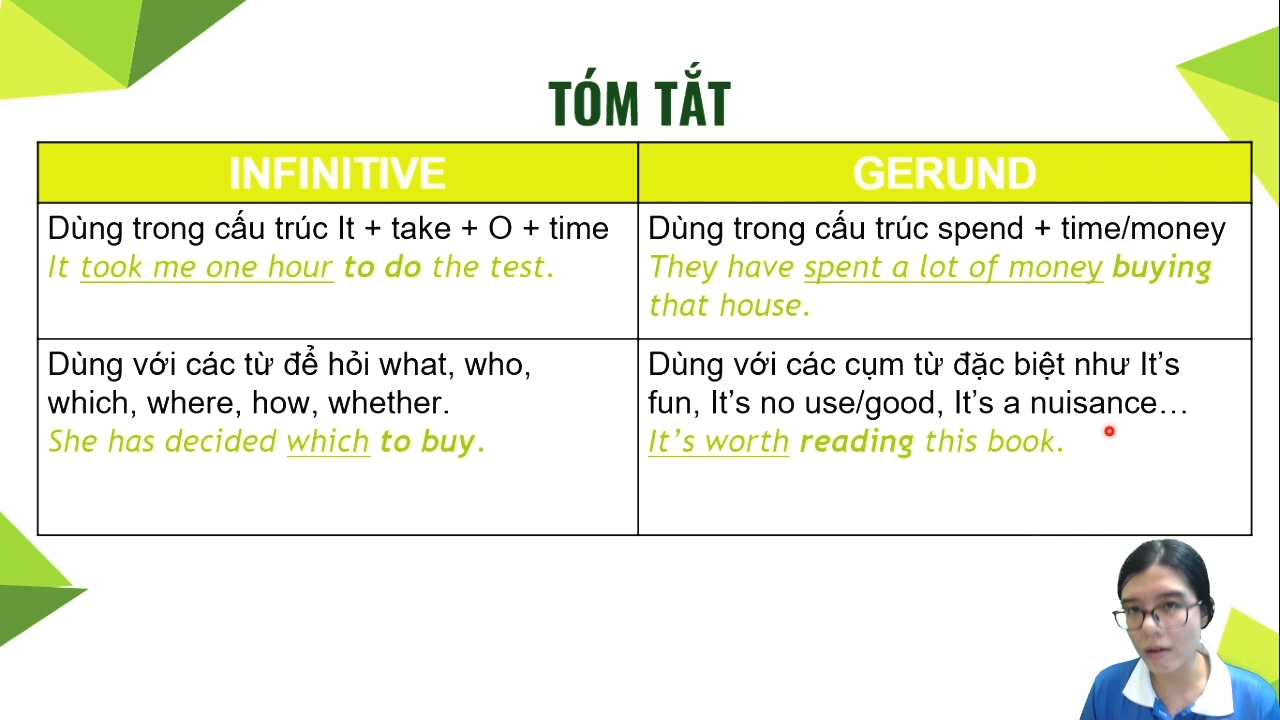 TÓM TẮT
INFINITIVE
GERUND
Dùng trong cấu trúc It + take + O + time
It took me one hour to do the test.
Dùng trong cấu trúc spend + time/money
They have spent a lot of money buying
that house.
Dùng với các từ để hỏi what, who,
which, where, how, whether.
She has decided which to buy.
Dùng với các cụm từ đặc biệt như It’s
fun, It’s no use/good, It’s a nuisance…
It’s worth reading this book.